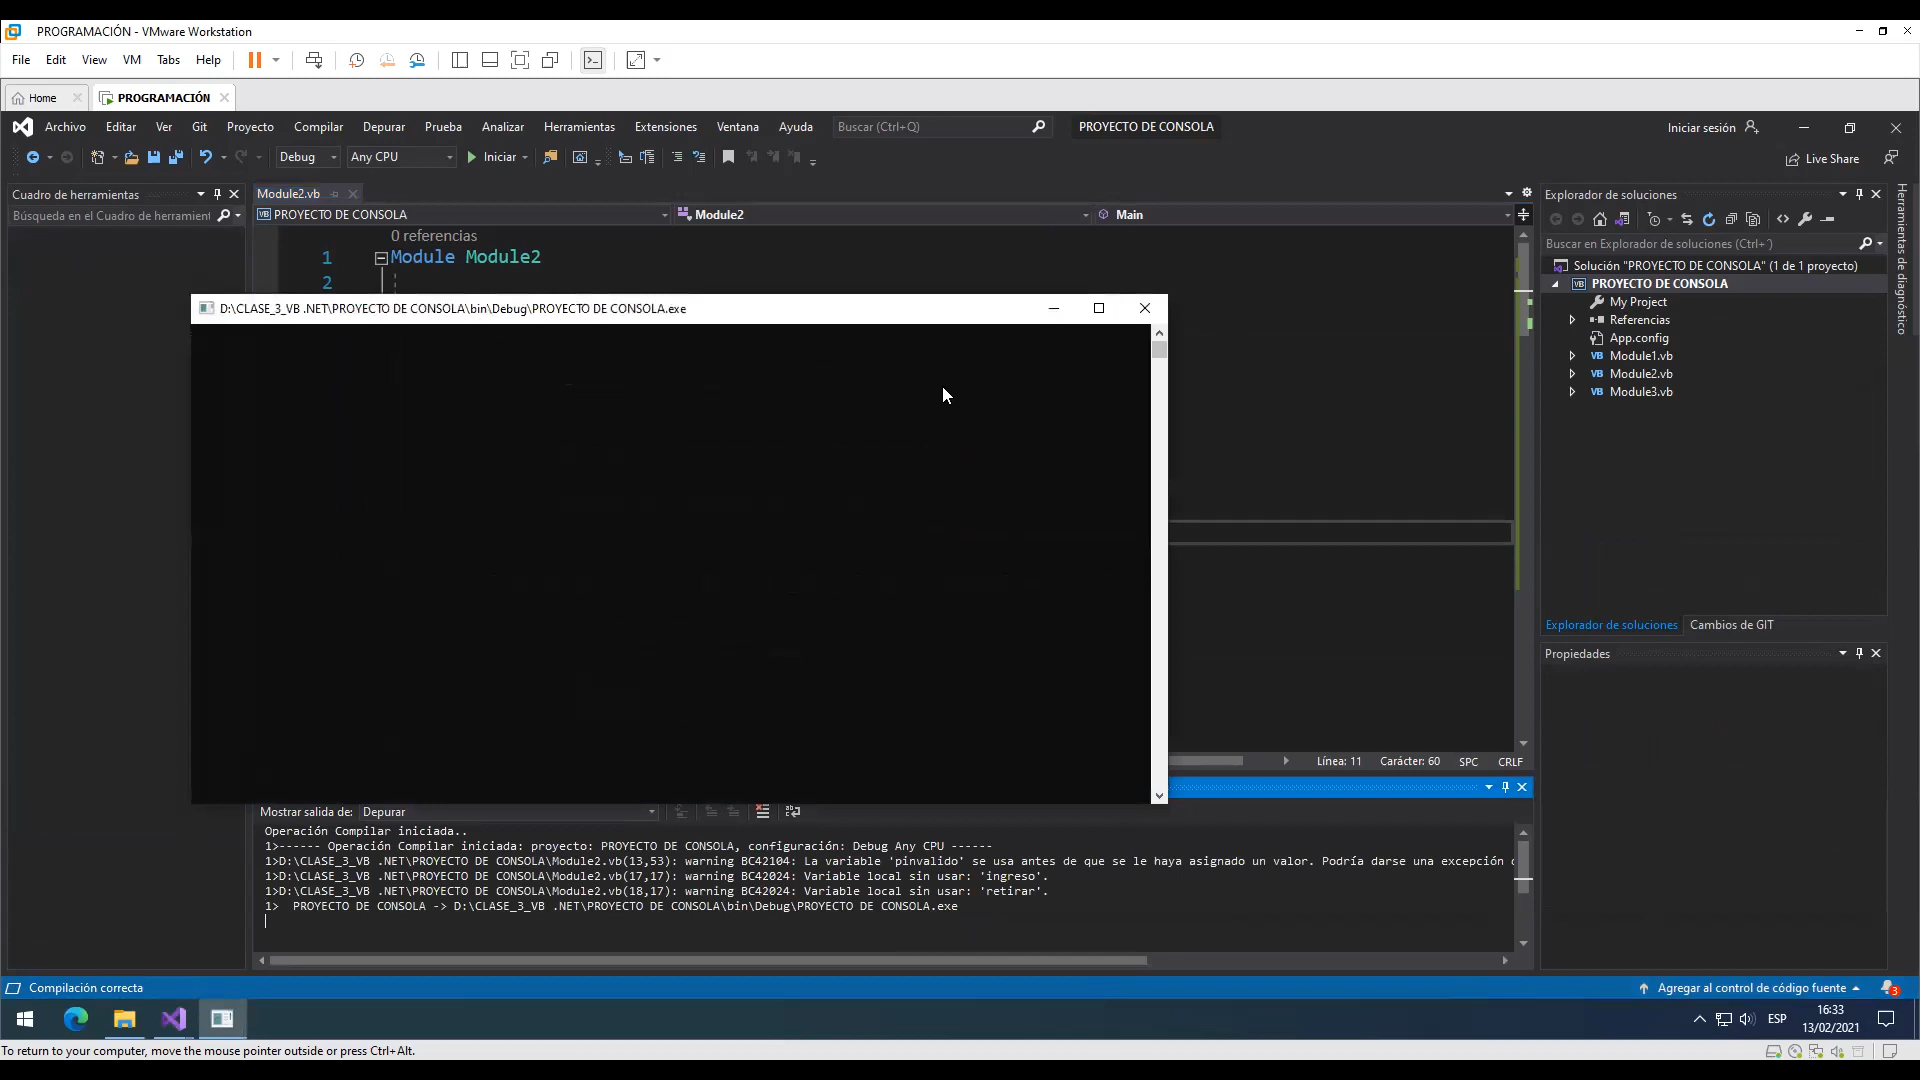 PROGRAMACIÓN - VMware Workstation
File Edit View VM Tabs Help
Home PROGRAMACIÓN
Archivo Editar Ver Git Proyecto Compilar Depurar Prueba Analizar Herramientas Extensiones Ventana Ayuda Buscar (Ctrl+Q) PROYECTO DE CONSOLA Iniciar sesión
Debug Any CPU Iniciar Live Share
Cuadro de herramientas
Búsqueda en el Cuadro de herramient
Module2.vb
PROYECTO DE CONSOLA Module2 Main
0 referencias
1 Module Module2
2
D:\CLASE_3_VB .NET\PROYECTO DE CONSOLA\bin\Debug\PROYECTO DE CONSOLA.exe
Línea: 11 Carácter: 60 SPC CRLF
Mostrar salida de: Depurar
Operación Compilar iniciada..
1>------ Operación Compilar iniciada: proyecto: PROYECTO DE CONSOLA, configuración: Debug Any CPU ------
1>D:\CLASE_3_VB .NET\PROYECTO DE CONSOLA\Module2.vb(13,53): warning BC42104: La variable 'pinvalido' se usa antes de que se le haya asignado un valor. Podría darse una excepción
1>D:\CLASE_3_VB .NET\PROYECTO DE CONSOLA\Module2.vb(17,17): warning BC42024: Variable local sin usar: 'ingreso'.
1>D:\CLASE_3_VB .NET\PROYECTO DE CONSOLA\Module2.vb(18,17): warning BC42024: Variable local sin usar: 'retirar'.
1> PROYECTO DE CONSOLA -> D:\CLASE_3_VB .NET\PROYECTO DE CONSOLA\bin\Debug\PROYECTO DE CONSOLA.exe
Explorador de soluciones
Buscar en Explorador de soluciones (Ctrl+´)
Solución "PROYECTO DE CONSOLA" (1 de 1 proyecto)
VB PROYECTO DE CONSOLA
My Project
Referencias
App.config
VB Module1.vb
VB Module2.vb
VB Module3.vb
Explorador de soluciones Cambios de GIT
Propiedades
Herramientas de diagnóstico
Compilación correcta
Agregar al control de código fuente 3
ESP
16:33
13/02/2021
To return to your computer, move the mouse pointer outside or press Ctrl+Alt.